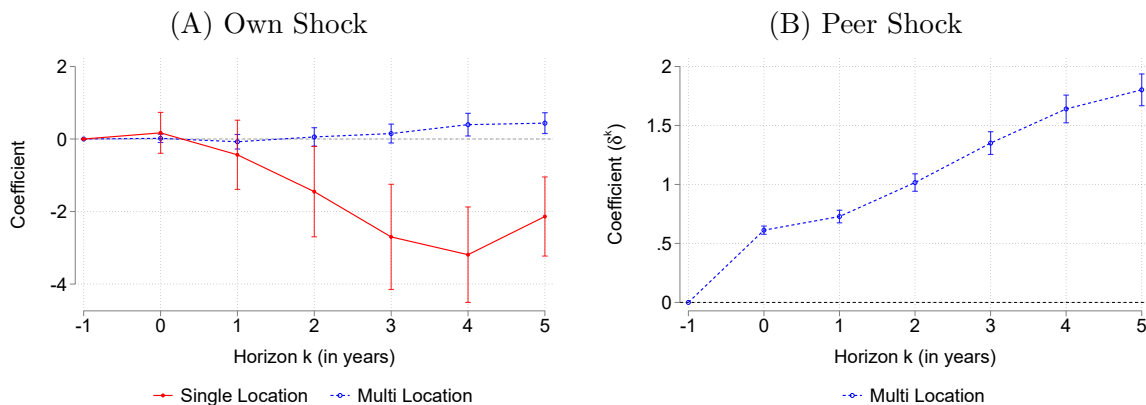 (A) Own Shock
2
0
-2
-4
Coefficient
-1 0 1 2 3 4 5
Horizon k (in years)
Single Location Multi Location
(B) Peer Shock
2
1.5
1
.5
0
Coefficient (δ^k)
-1 0 1 2 3 4 5
Horizon k (in years)
Multi Location